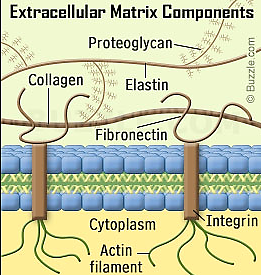 Extracellular Matrix Components
Proteoglycan
Collagen
Elastin
© Buzzle.com
Fibronectin
Cytoplasm
Integrin
Actin
filament